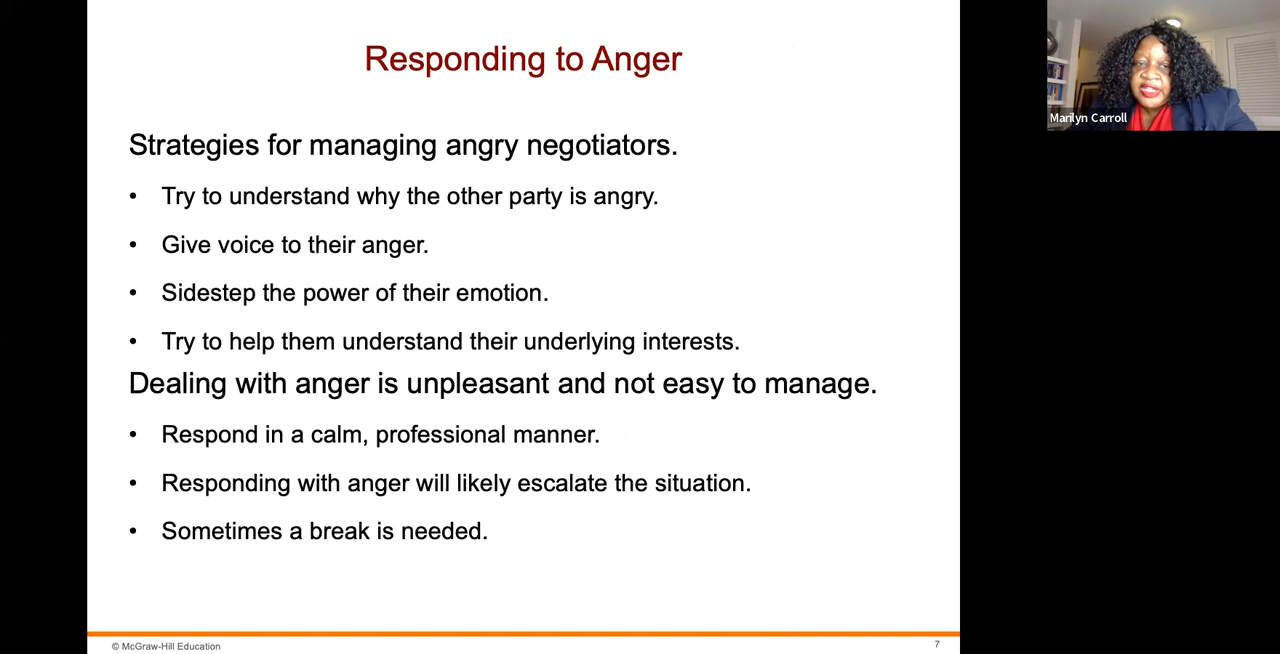 Responding to Anger
Marilyn Carroll
Strategies for managing angry negotiators.
• Try to understand why the other party is angry.
• Give voice to their anger.
• Sidestep the power of their emotion.
• Try to help them understand their underlying interests.
Dealing with anger is unpleasant and not easy to manage.
• Respond in a calm, professional manner.
• Responding with anger will likely escalate the situation.
• Sometimes a break is needed.
© McGraw-Hill Education
7